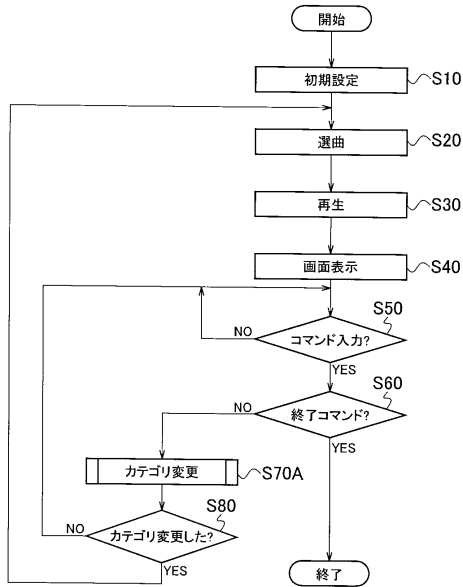 開始
初期設定 S10
選曲 S20
再生 S30
画面表示 S40
S50
コマンド入力?
NO
YES
S60
終了コマンド?
NO
YES
カテゴリ変更 S70A
S80
カテゴリ変更した?
NO
YES
終了